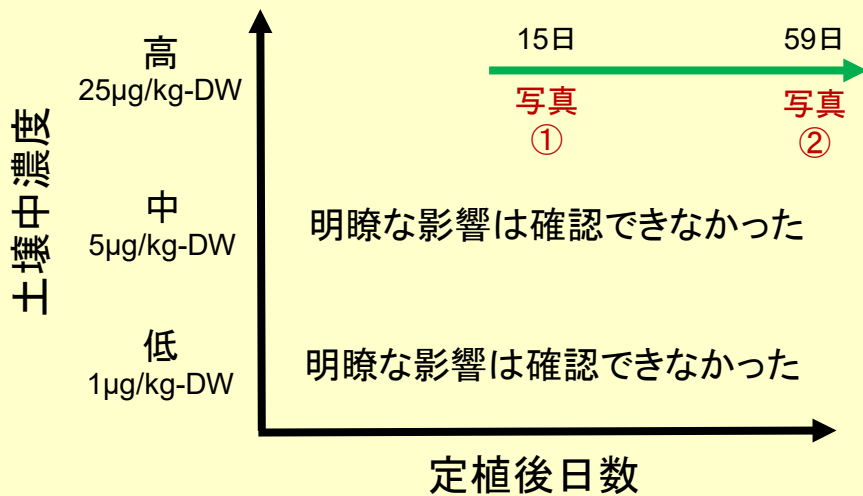 土壌中濃度
高
25µg/kg-DW
15日
59日
写真
①
写真
②
中
5µg/kg-DW
明瞭な影響は確認できなかった
低
1µg/kg-DW
明瞭な影響は確認できなかった
定植後日数